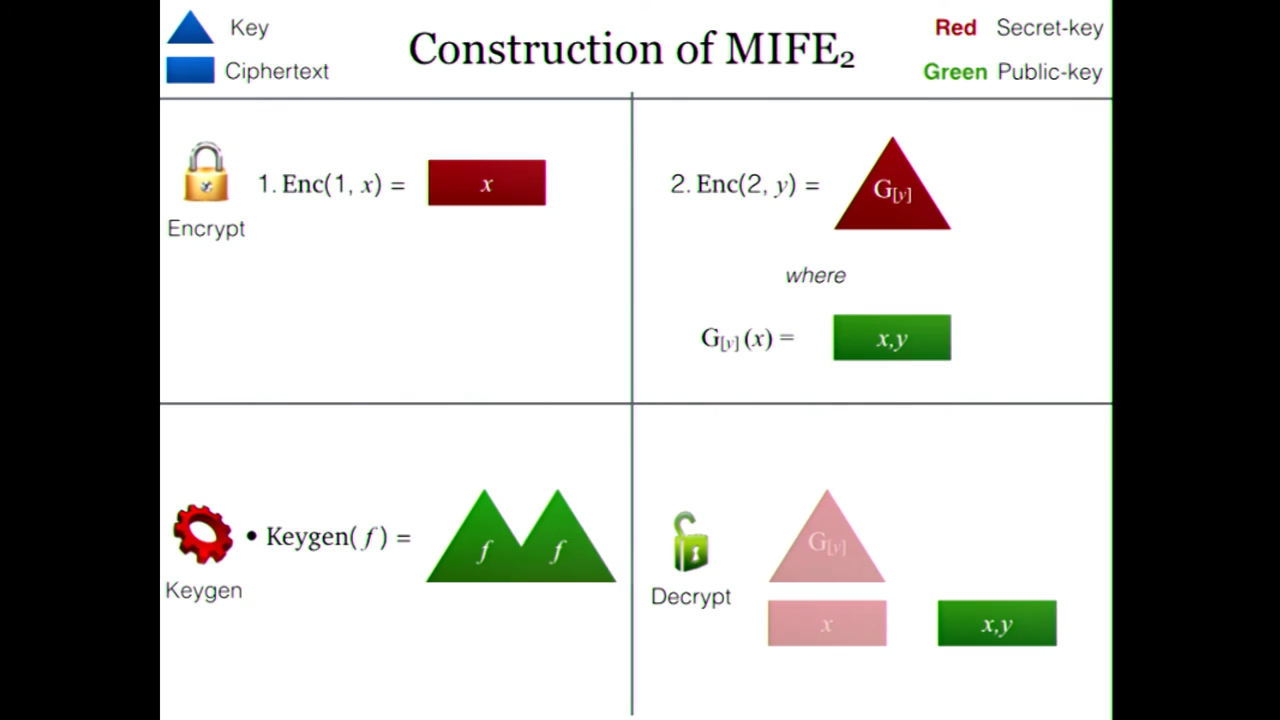 Key
Ciphertext
Construction of MIFE₂
Red Secret-key
Green Public-key
Encrypt
1. Enc(1, x) =
x
2. Enc(2, y) =
G[y]
where
G[y] (x) =
x,y
Keygen
• Keygen( f ) =
f f
Decrypt
G[y]
x
x,y